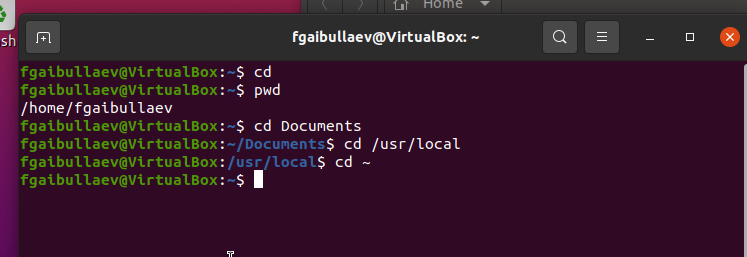 Home
sh
fgaibullaev@VirtualBox: ~
fgaibullaev@VirtualBox:~$ cd
fgaibullaev@VirtualBox:~$ pwd
/home/fgaibullaev
fgaibullaev@VirtualBox:~$ cd Documents
fgaibullaev@VirtualBox:~/Documents$ cd /usr/local
fgaibullaev@VirtualBox:/usr/local$ cd ~
fgaibullaev@VirtualBox:~$